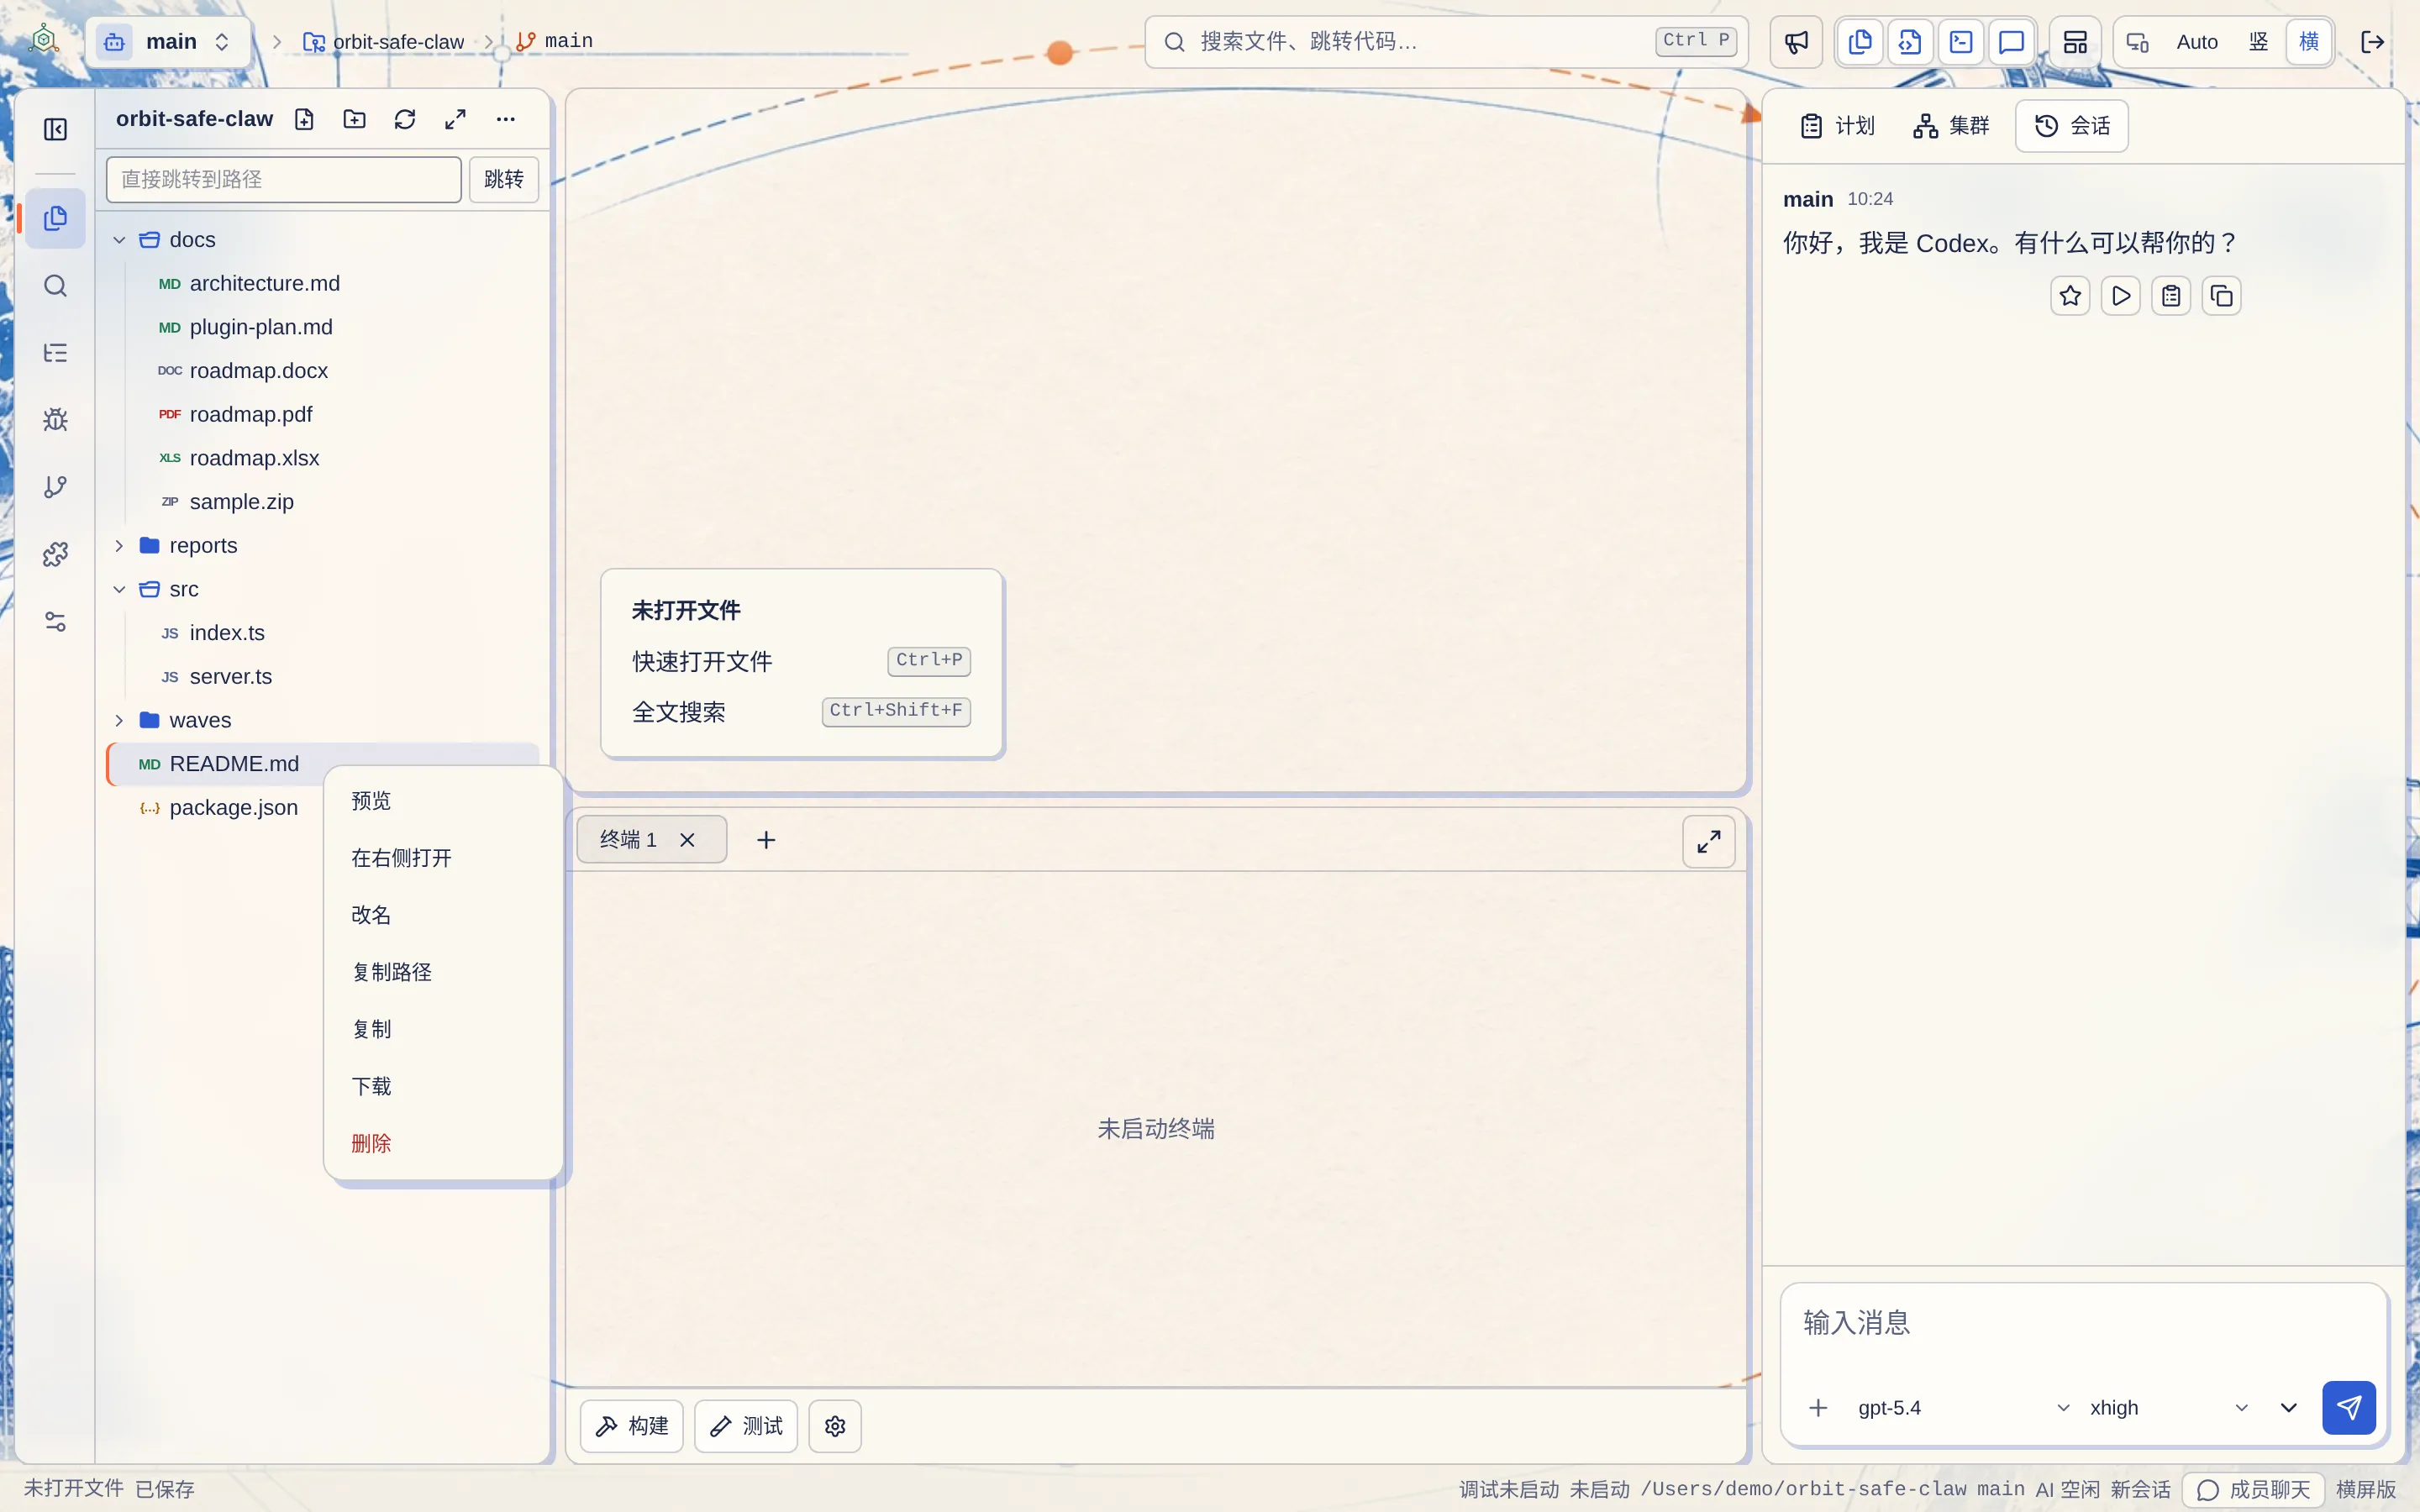 main
orbit-safe-claw
main
搜索文件、跳转代码...
Ctrl P
Auto
竖
横
orbit-safe-claw
直接跳转到路径
跳转
docs
MD architecture.md
MD plugin-plan.md
DOC roadmap.docx
PDF roadmap.pdf
XLS roadmap.xlsx
ZIP sample.zip
reports
src
JS index.ts
JS server.ts
waves
MD README.md
{...} package.json
预览
在右侧打开
改名
复制路径
复制
下载
删除
未打开文件
快速打开文件 Ctrl+P
全文搜索 Ctrl+Shift+F
终端 1
未启动终端
构建
测试
计划
集群
会话
main 10:24
你好，我是 Codex。有什么可以帮你的？
输入消息
gpt-5.4
xhigh
未打开文件 已保存
调试未启动 未启动 /Users/demo/orbit-safe-claw main AI 空闲 新会话 成员聊天 横屏版